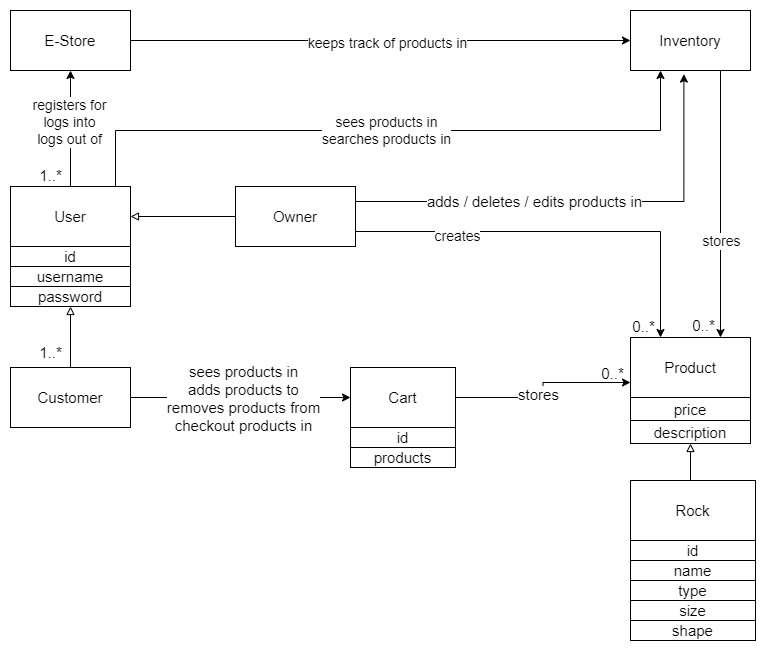 E-Store
keeps track of products in
Inventory
registers for
logs into
logs out of
sees products in
searches products in
1..*
User
id
username
password
Owner
adds / deletes / edits products in
creates
stores
0..*
0..*
1..*
Customer
sees products in
adds products to
removes products from
checkout products in
Cart
id
products
stores
0..*
Product
price
description
Rock
id
name
type
size
shape